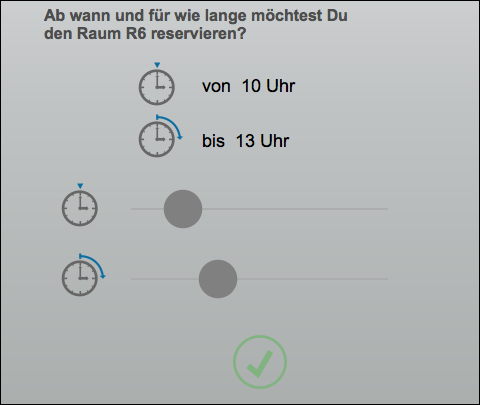 Ab wann und für wie lange möchtest Du
den Raum R6 reservieren?
von 10 Uhr
bis 13 Uhr